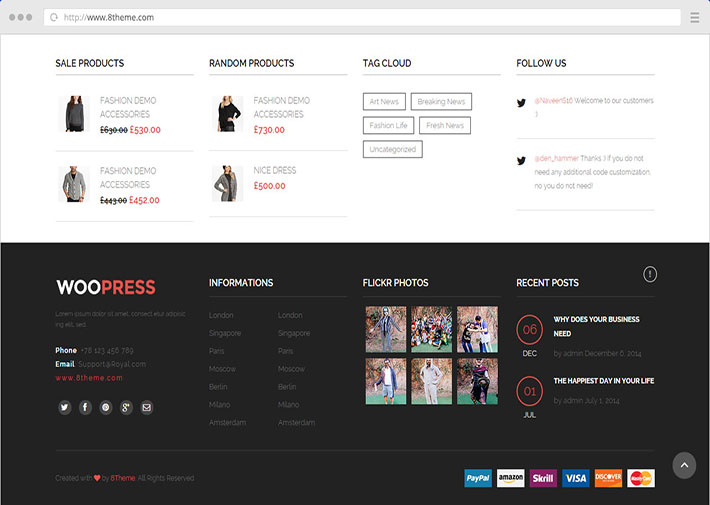 http://www.8theme.com
SALE PRODUCTS
FASHION DEMO
ACCESSORIES
£630.00 £530.00
FASHION DEMO
ACCESSORIES
£443.00 £452.00
RANDOM PRODUCTS
FASHION DEMO
ACCESSORIES
£730.00
NICE DRESS
£500.00
TAG CLOUD
Art News Breaking News
Fashion Life Fresh News
Uncategorized
FOLLOW US
@NaveenS16 Welcome to our customers
:)
@den_hammer Thanks :) If you do not
need any additional code customization
no you do not need!
WOOPRESS
Lorem ipsum dolor sit amet, consect etur adipisic
ing elit, sed.
Phone +76 123 456 789
Email Support@Royal.com
www.8theme.com
INFORMATIONS
London London
Singapore Singapore
Paris Paris
Moscow Moscow
Berlin Berlin
Milano Milano
Amsterdam Amsterdam
FLICKR PHOTOS
RECENT POSTS
06
DEC
WHY DOES YOUR BUSINESS
NEED
by admin December 6, 2014
01
JUL
THE HAPPIEST DAY IN YOUR LIFE
by admin July 1, 2014
Created with ❤ by 8Theme. All Rights Reserved
PayPal amazon Skrill VISA DISCOVER MasterCard